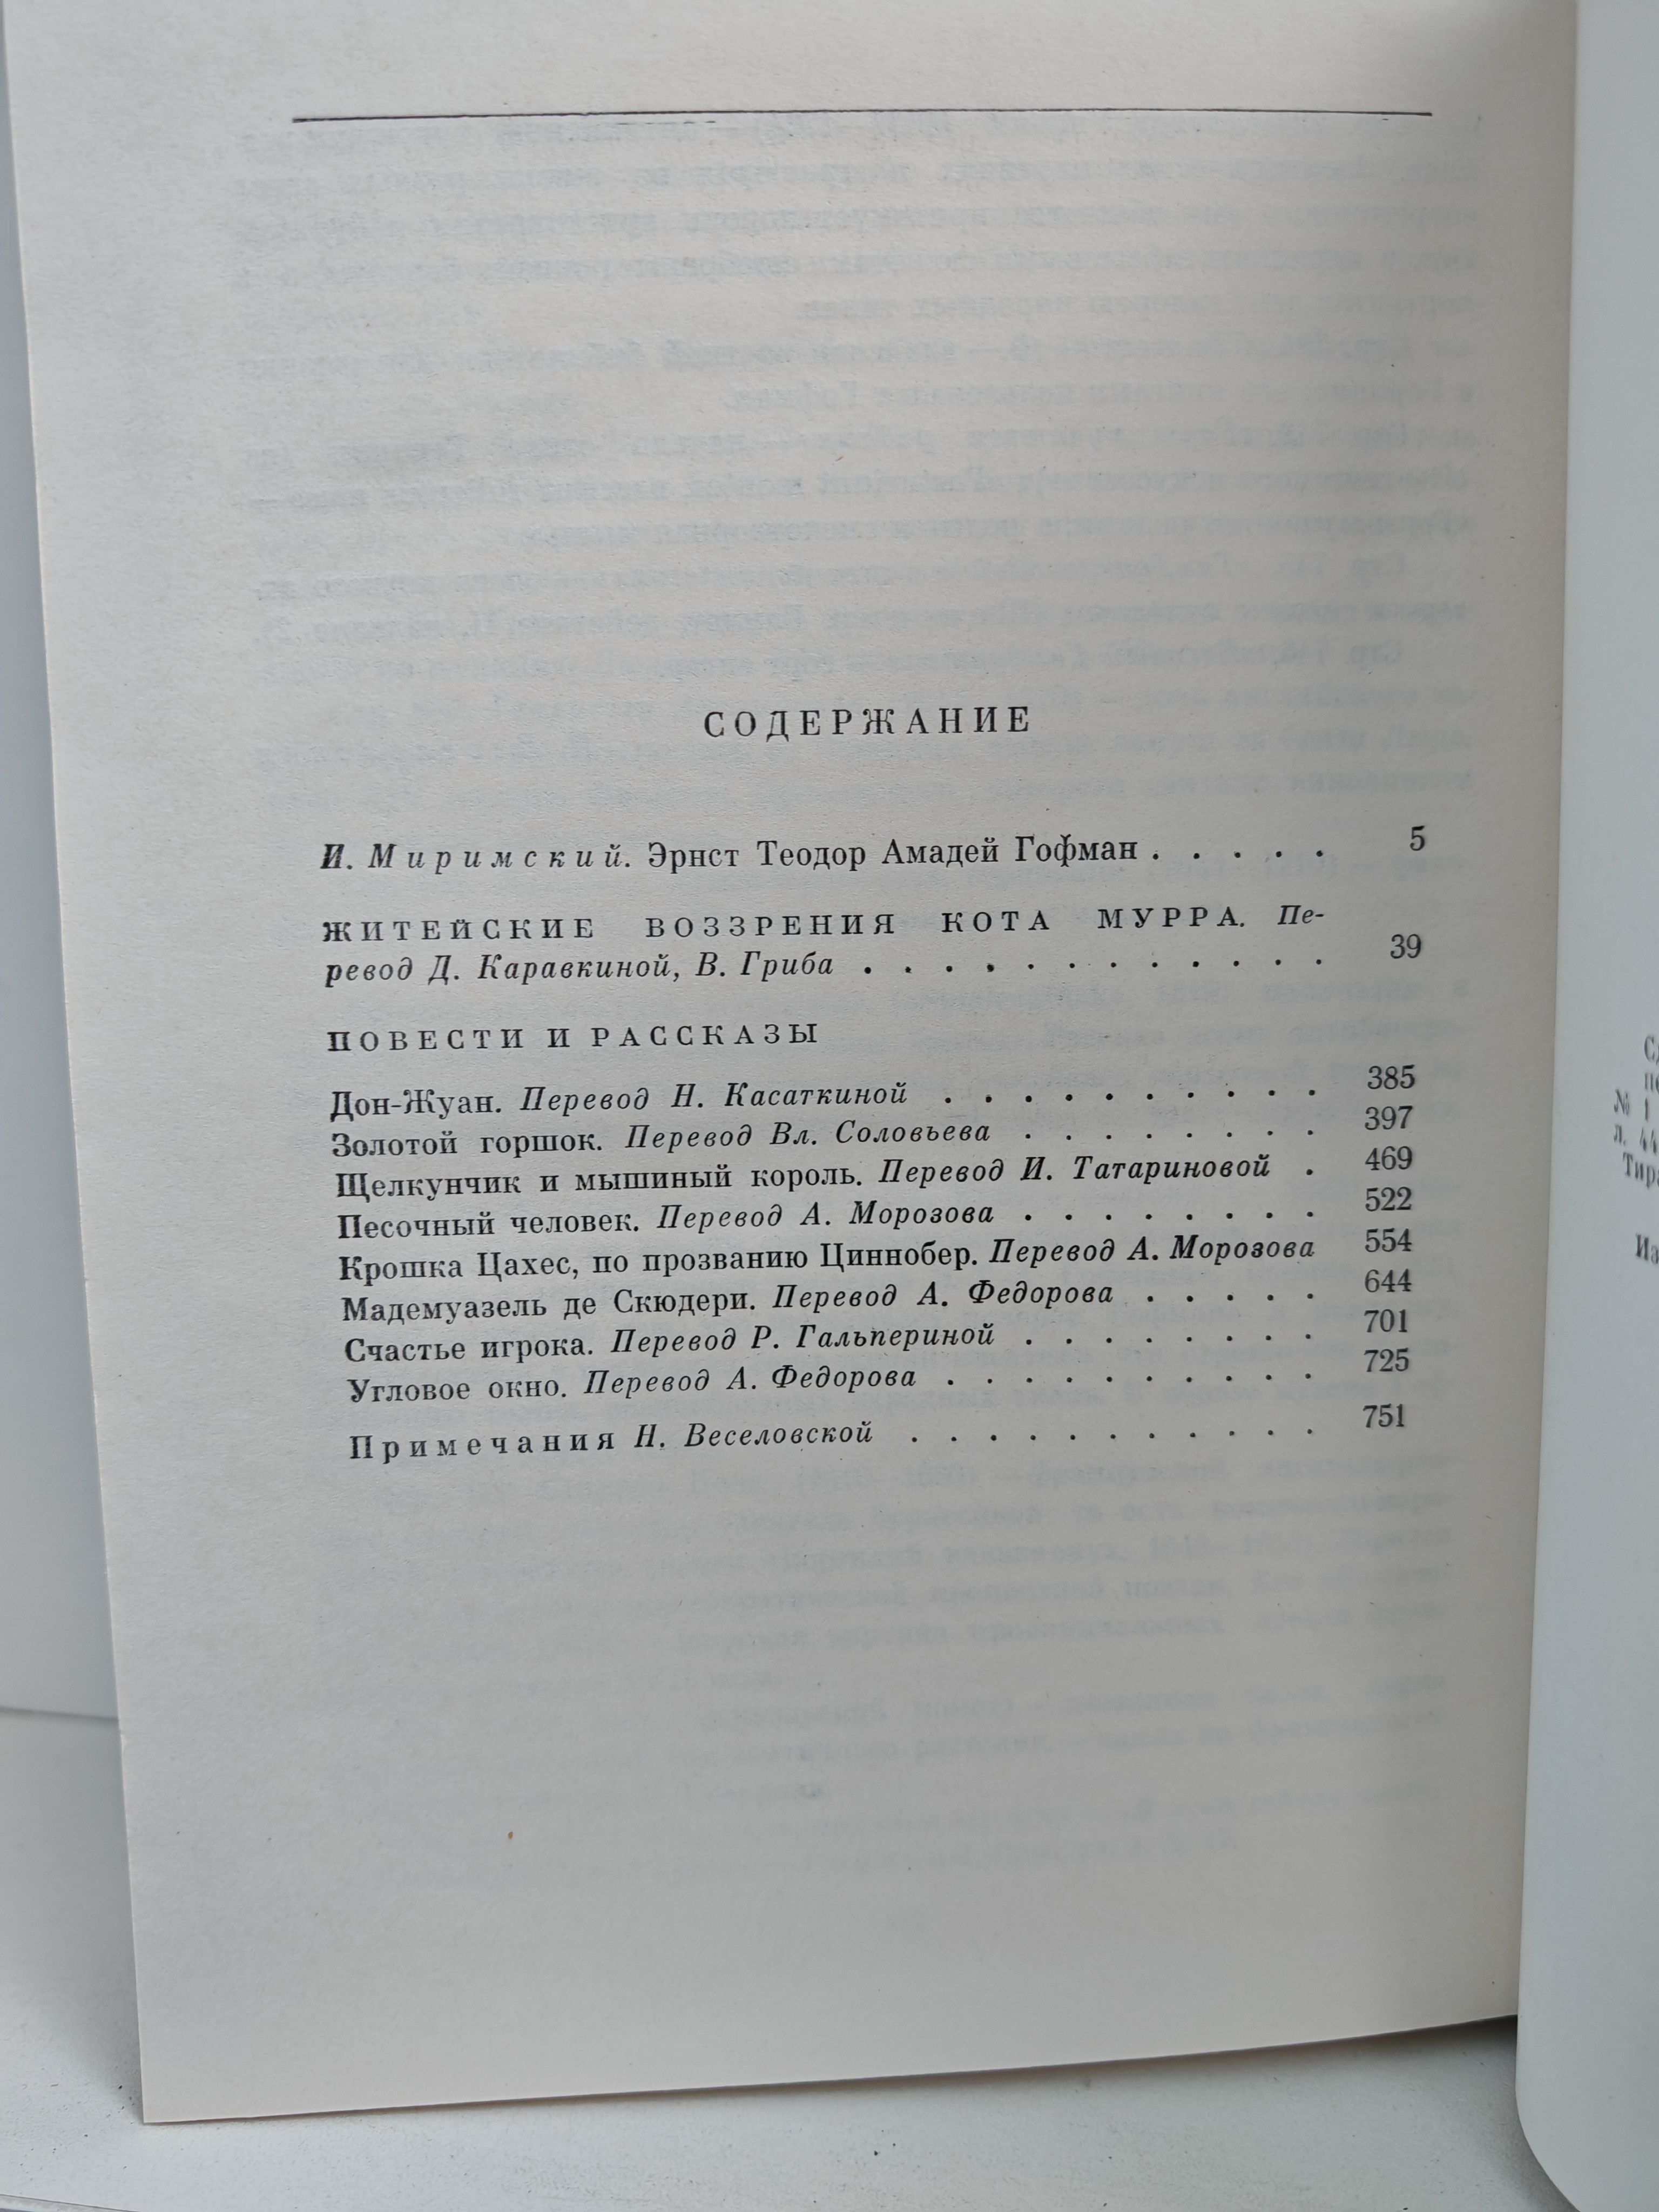 СОДЕРЖАНИЕ
И. Миримский. Эрнст Теодор Амадей Гофман . . . . . 5
ЖИТЕЙСКИЕ ВОЗЗРЕНИЯ КОТА МУРРА. Пе-
ревод Д. Каравкиной, В. Гриба . . . . . . . . . . . . 39
ПОВЕСТИ И РАССКАЗЫ
Дон-Жуан. Перевод Н. Касаткиной . . . . . . . . . . 385
Золотой горшок. Перевод Вл. Соловьева . . . . . . . . 397
Щелкунчик и мышиный король. Перевод И. Татариновой . 469
Песочный человек. Перевод А. Морозова . . . . . . . . 522
Крошка Цахес, по прозванию Циннобер. Перевод А. Морозова 554
Мадемуазель де Скюдери. Перевод А. Федорова . . . . . 644
Счастье игрока. Перевод Р. Гальпериной . . . . . . . . 701
Угловое окно. Перевод А. Федорова . . . . . . . . . . 725
Примечания Н. Веселовской . . . . . . . . . . . 751
№ 1
л. 44